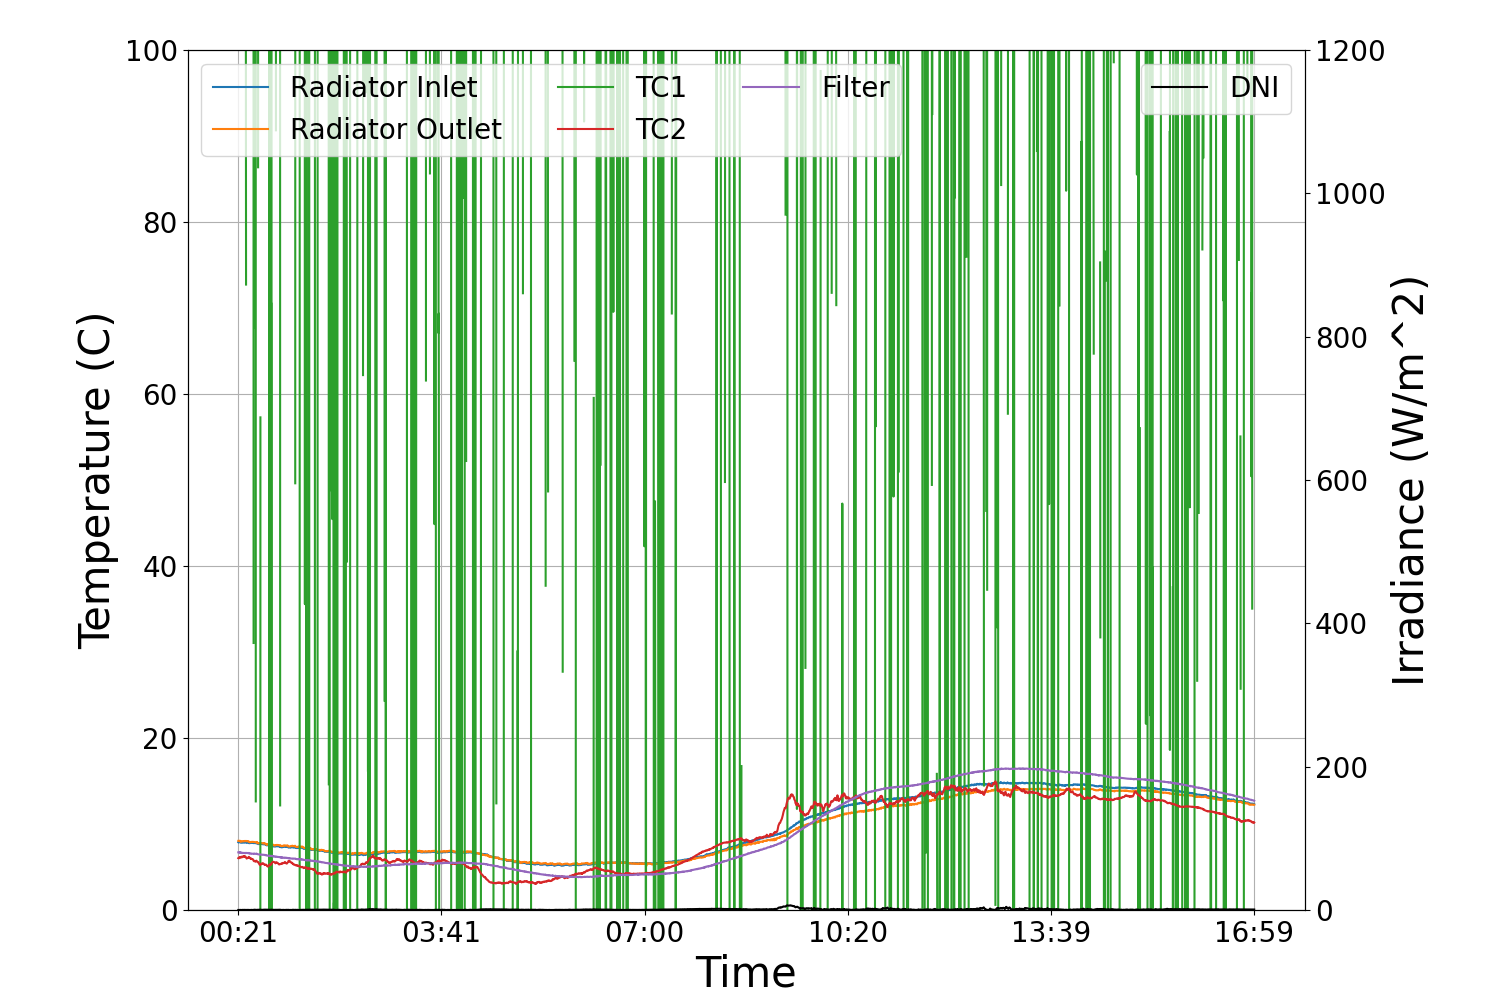 100
80
60
40
20
0
Temperature (C)
Radiator Inlet
Radiator Outlet
TC1
TC2
Filter
DNI
1200
1000
800
600
400
200
0
Irradiance (W/m^2)
00:21 03:41 07:00 10:20 13:39 16:59
Time